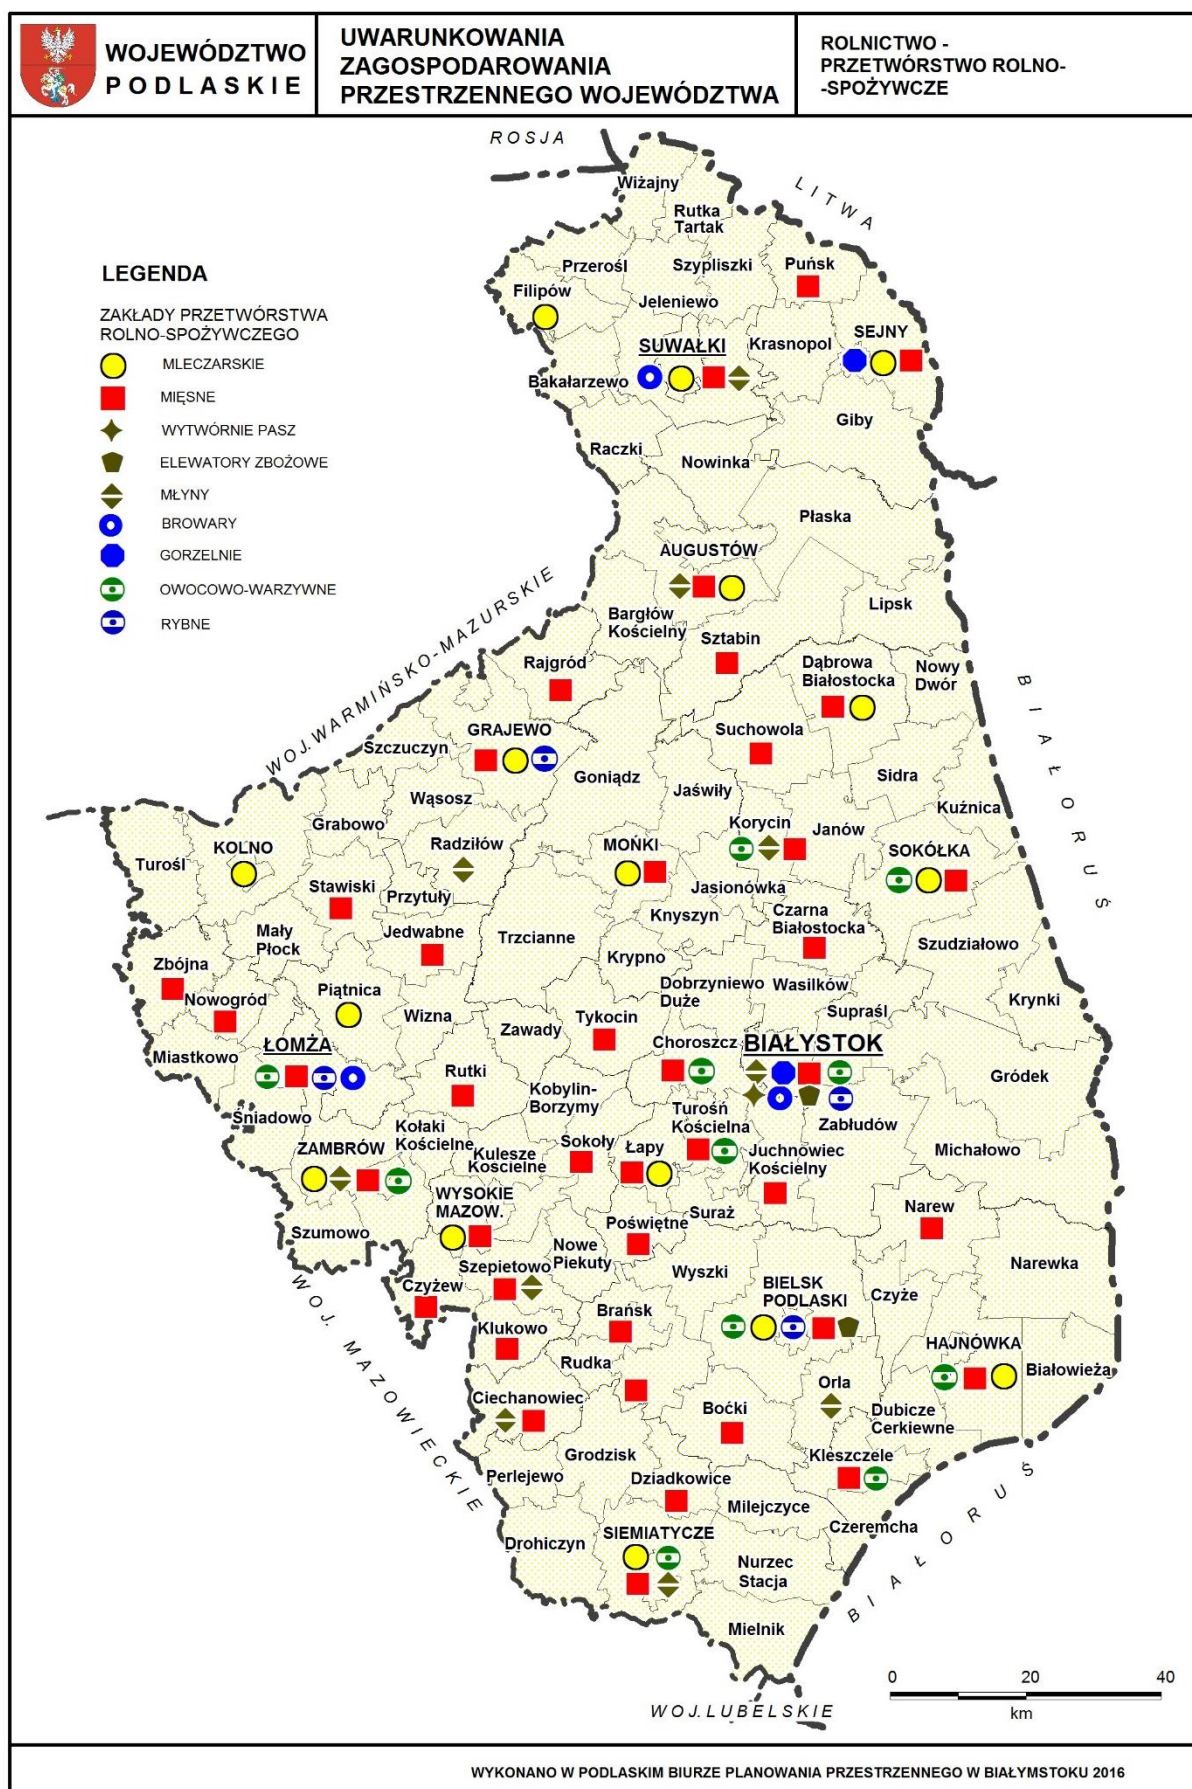 WOJEWÓDZTWO
PODLASKIE
UWARUNKOWANIA
ZAGOSPODAROWANIA
PRZESTRZENNEGO WOJEWÓDZTWA
ROLNICTWO -
PRZETWÓRSTWO ROLNO-
-SPOŻYWCZE
ROSJA
LITWA
LEGENDA
ZAKŁADY PRZETWÓRSTWA
ROLNO-SPOŻYWCZEGO
MLECZARSKIE
MIĘSNE
WYTWÓRNIE PASZ
ELEWATORY ZBOŻOWE
MŁYNY
BROWARY
GORZELNIE
OWOCOWO-WARZYWNE
RYBNE
Wiżajny
Rutka
Tartak
Przerośl
Szypliszki
Puńsk
Filipów
Jeleniewo
SUWAŁKI
Krasnopol
SEJNY
Bakałarzewo
Giby
Raczki
Nowinka
Płaska
AUGUSTÓW
WOJ. WARMIŃSKO-MAZURSKIE
Lipsk
Bargłów
Kościelny
Sztabin
Rajgród
Dąbrowa
Białostocka
Nowy
Dwór
BIAŁORUŚ
GRAJEWO
Szczuczyn
Suchowola
Goniądz
Sidra
Jaświły
Wąsosz
Kuźnica
Grabowo
Korycin
Janów
Radziłów
MOŃKI
KOLNO
SOKÓŁKA
Turośl
Stawiski
Przytuły
Jasionówka
Knyszyn
Czarna
Białostocka
Mały
Płock
Jedwabne
Trzcianne
Szudziałowo
Krypno
Zbójna
Dobrzyniewo
Duże
Wasilków
Piątnica
Nowogród
Krynki
Supraśl
Wizna
Tykocin
Zawady
Choroszcz
BIAŁYSTOK
ŁOMŻA
Miastkowo
Rutki
Gródek
Kobylin-
Borzymy
Śniadowo
Turośń
Kościelna
Zabłudów
Kołaki
Kościelne
ZAMBRÓW
Sokoły
Łapy
Kulesze
Kościelne
Juchnowiec
Kościelny
Michałowo
WYSOKIE
MAZOW.
Suraż
Narew
Szumowo
Poświętne
Nowe
Piekuty
Szepietowo
Wyszki
Narewka
BIELSK
PODLASKI
Czyże
Czyżew
Brańsk
Klukowo
HAJNÓWKA
Rudka
Białowieża
WOJ. MAZOWIECKIE
Ciechanowiec
Orla
Boćki
Dubicze
Cerkiewne
Grodzisk
Kleszczele
Perlejewo
Dziadkowice
Milejczyce
Czeremcha
SIEMIATYCZE
Drohiczyn
Nurzec
Stacja
BIAŁORUŚ
Mielnik
0 20 40
km
WOJ. LUBELSKIE
WYKONANO W PODLASKIM BIURZE PLANOWANIA PRZESTRZENNEGO W BIAŁYMSTOKU 2016